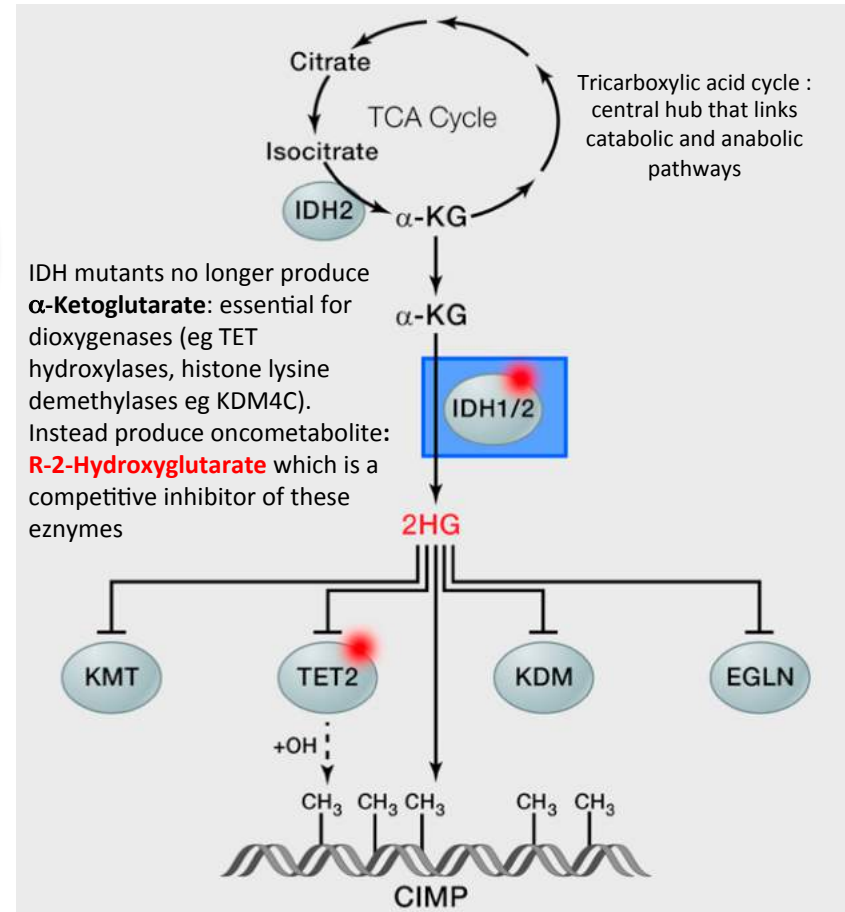 Citrate
TCA Cycle
Tricarboxylic acid cycle :
central hub that links
catabolic and anabolic
pathways
Isocitrate
IDH2
α-KG
IDH mutants no longer produce
α-Ketoglutarate: essential for
dioxygenases (eg TET
hydroxylases, histone lysine
demethylases eg KDM4C).
Instead produce oncometabolite:
R-2-Hydroxyglutarate which is a
competitive inhibitor of these
eznymes
α-KG
IDH1/2
2HG
KMT
TET2
KDM
EGLN
+OH
CH₃ CH₃ CH₃ CH₃ CH₃
CIMP